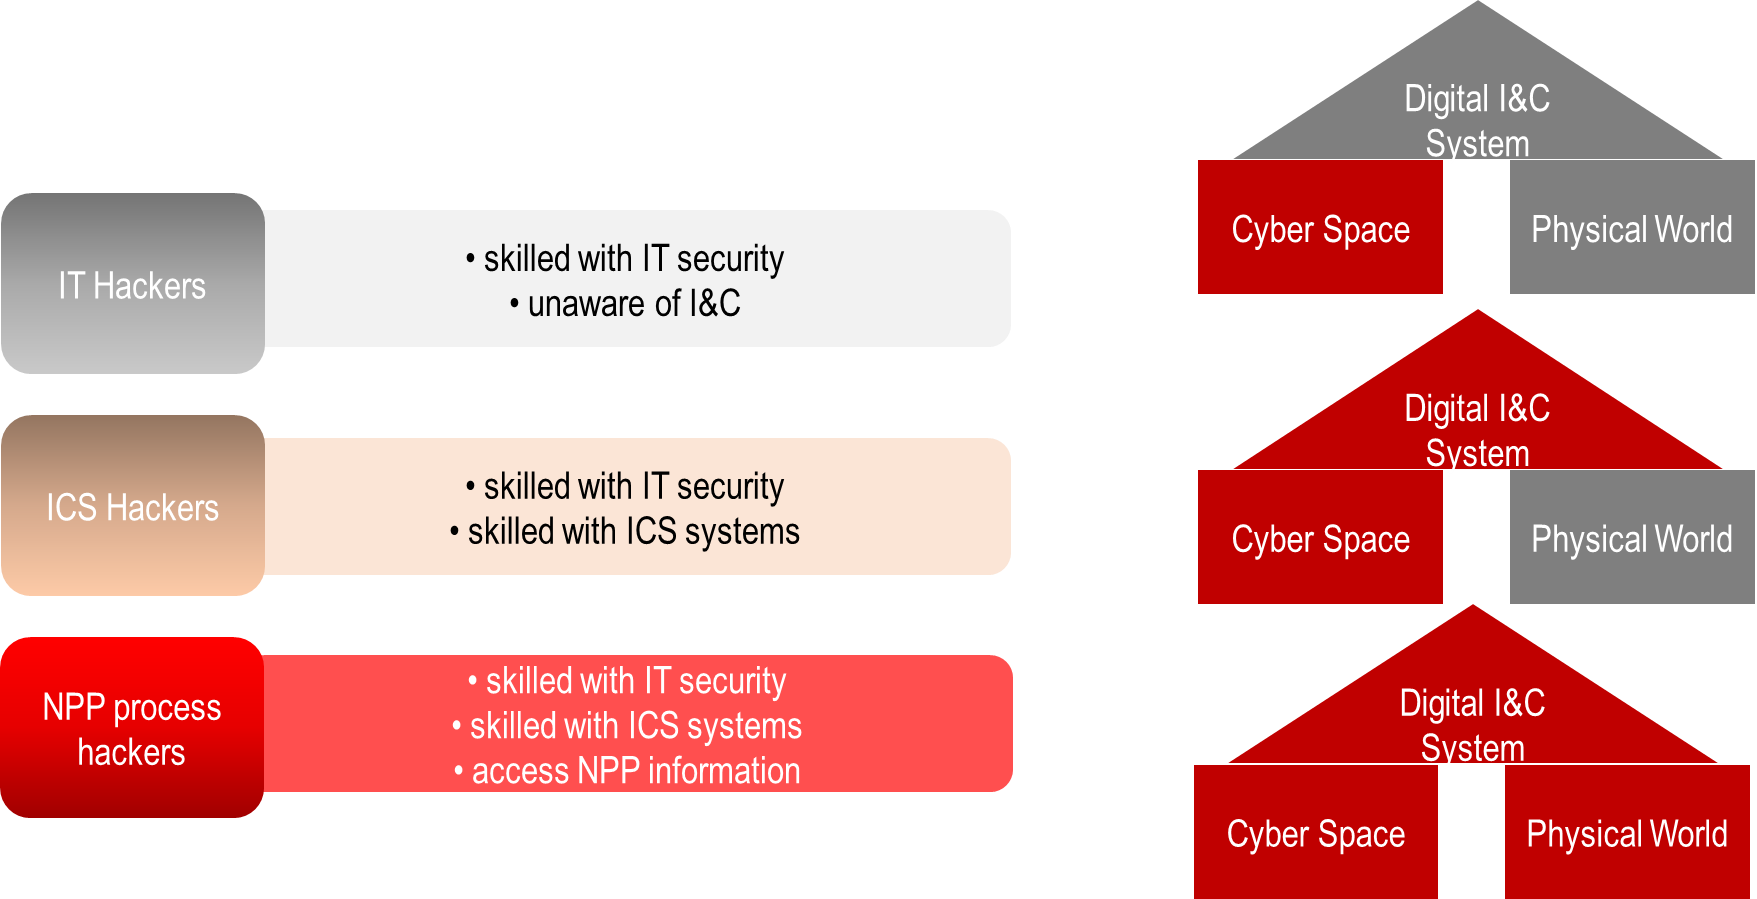 IT Hackers
• skilled with IT security
• unaware of I&C
ICS Hackers
• skilled with IT security
• skilled with ICS systems
NPP process
hackers
• skilled with IT security
• skilled with ICS systems
• access NPP information
Digital I&C
System
Cyber Space
Physical World
Digital I&C
System
Cyber Space
Physical World
Digital I&C
System
Cyber Space
Physical World